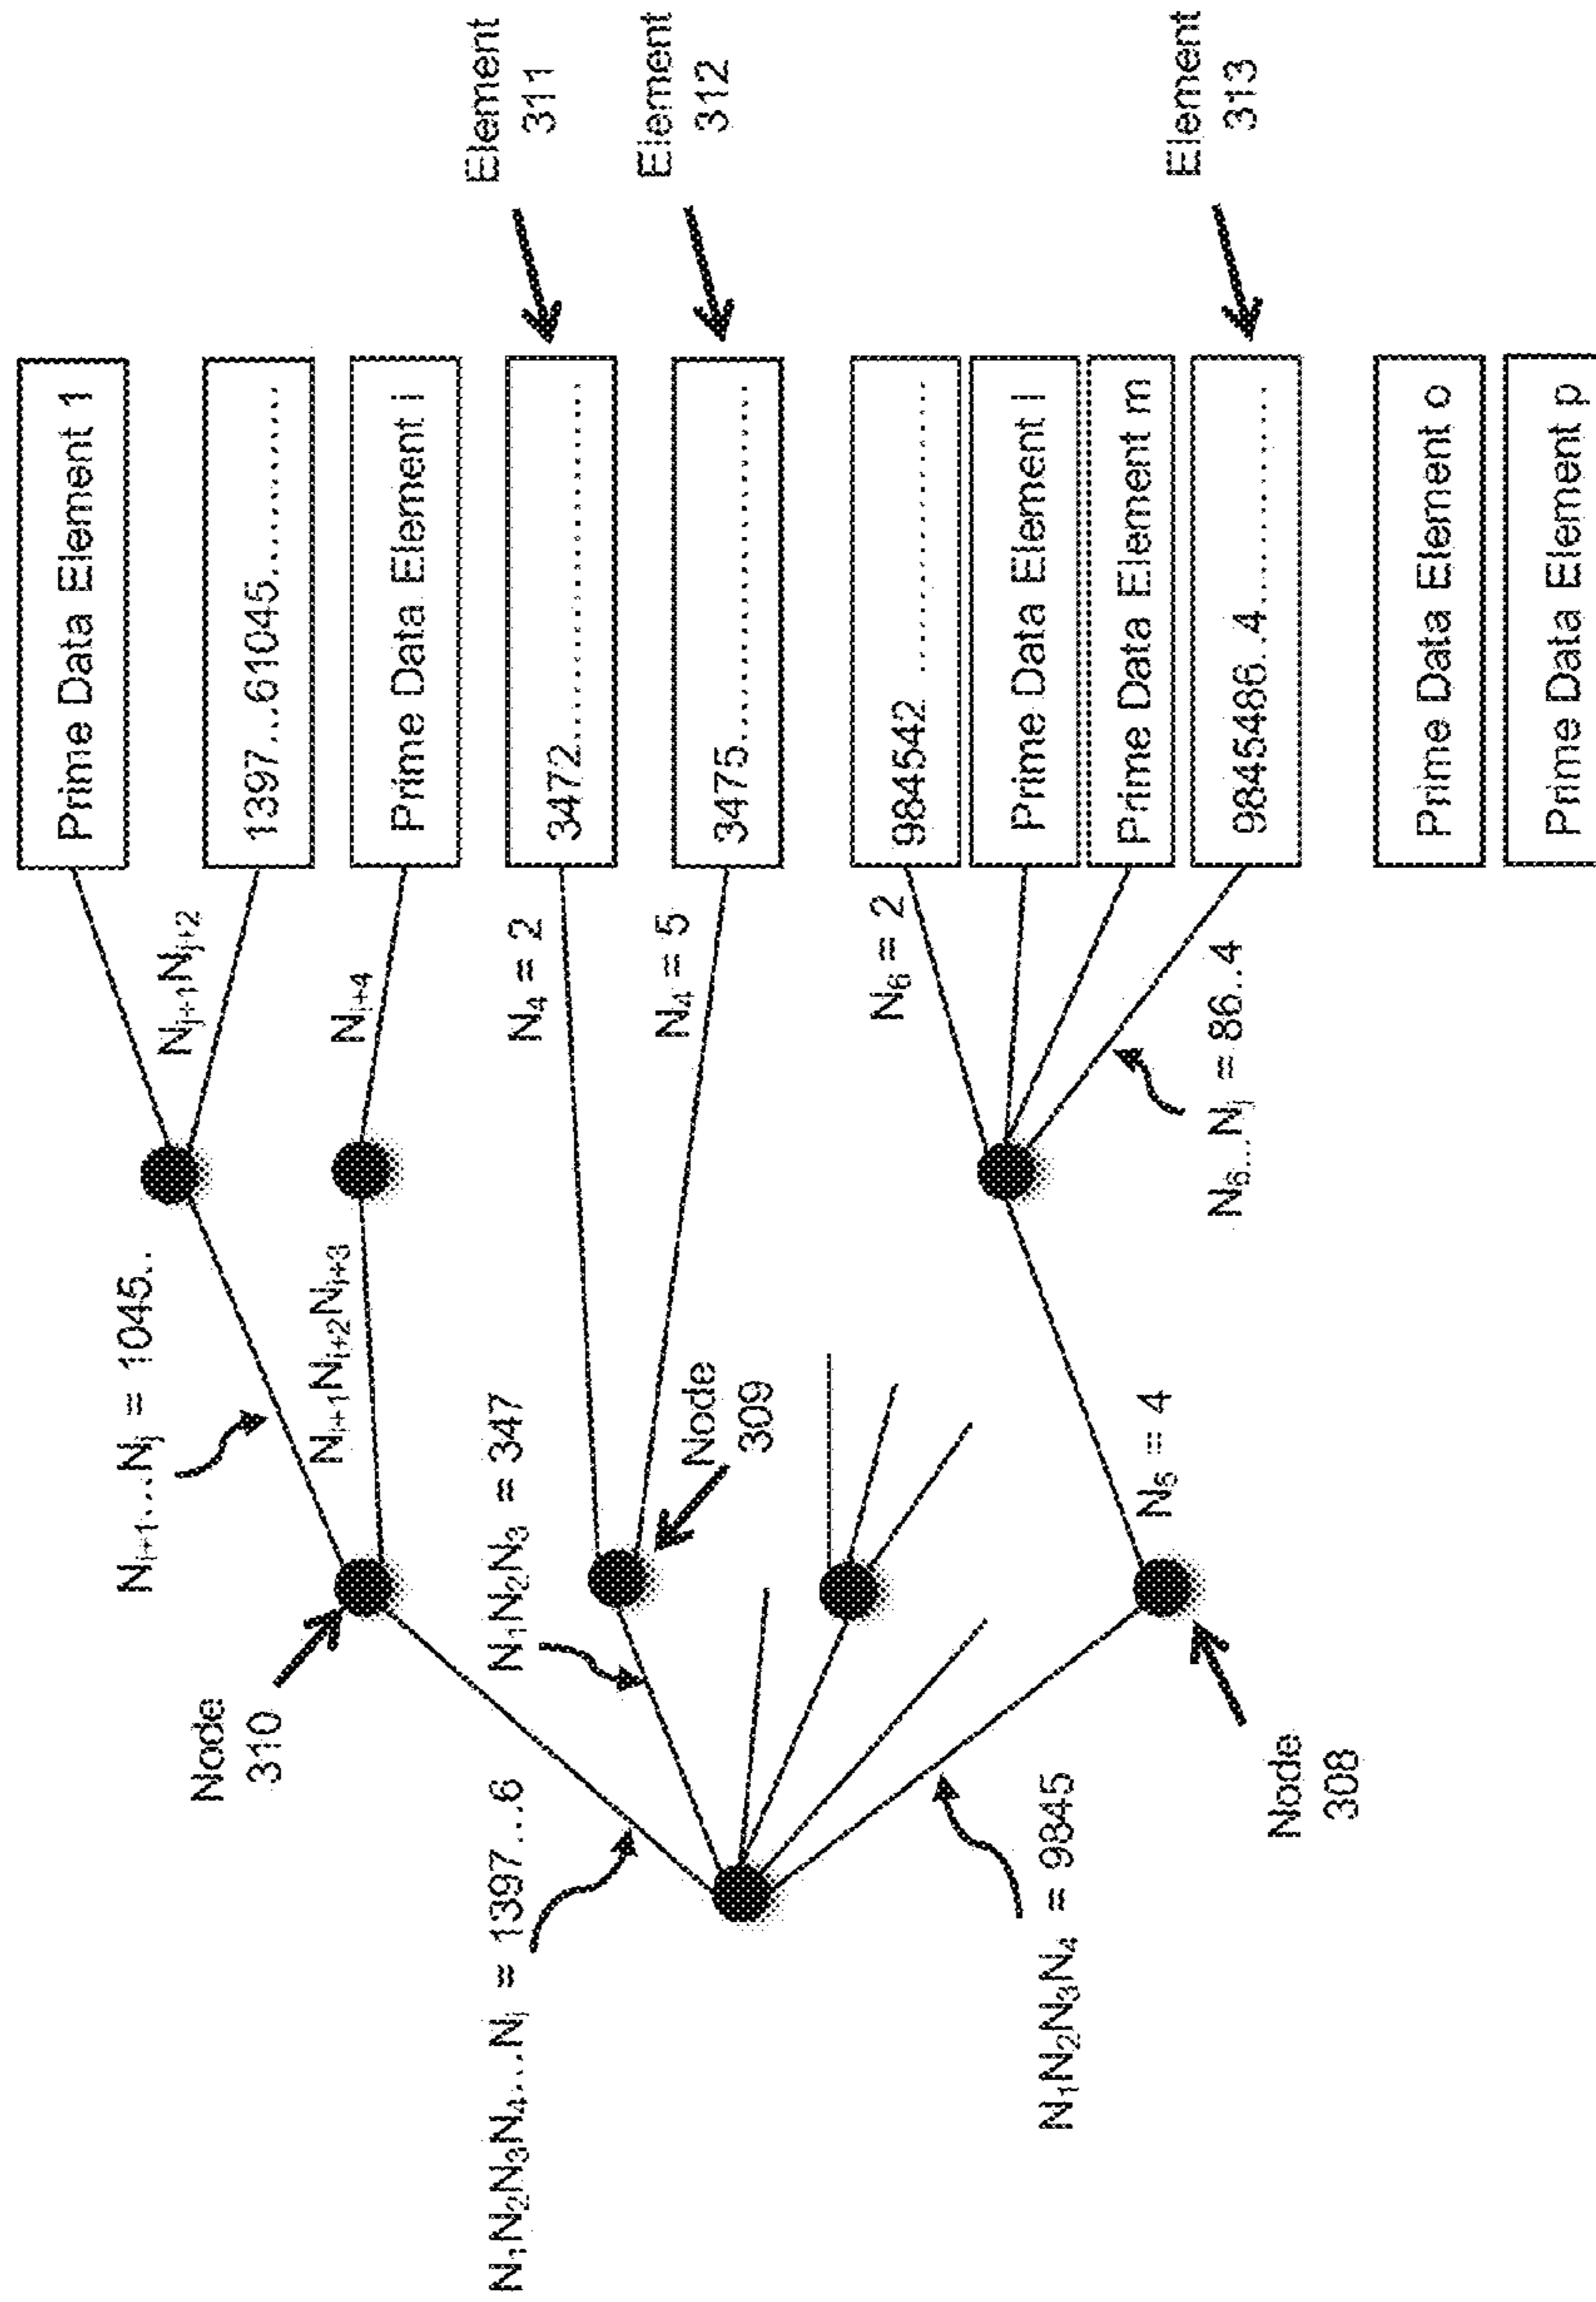 Prime Data Element 1
1397...61045............
Prime Data Element i
3472........................
3475........................
984542 ..................
Prime Data Element l
Prime Data Element m
9845486..4..............
Prime Data Element o
Prime Data Element p
Element
311
Element
312
Element
313
Nⱼ₊₁Nⱼ₊₂
Nᵢ₊₄
N₄ = 2
N₄ = 5
N₆ = 2
N₆...Nⱼ = 86..4
Nᵢ₊₁...Nⱼ = 1045..
Nᵢ₊₁Nᵢ₊₂Nᵢ₊₃
N₁N₂N₃ = 347
Node
309
N₅ = 4
Node
310
N₁N₂N₃N₄...Nᵢ = 1397...6
N₁N₂N₃N₄ = 9845
Node
308